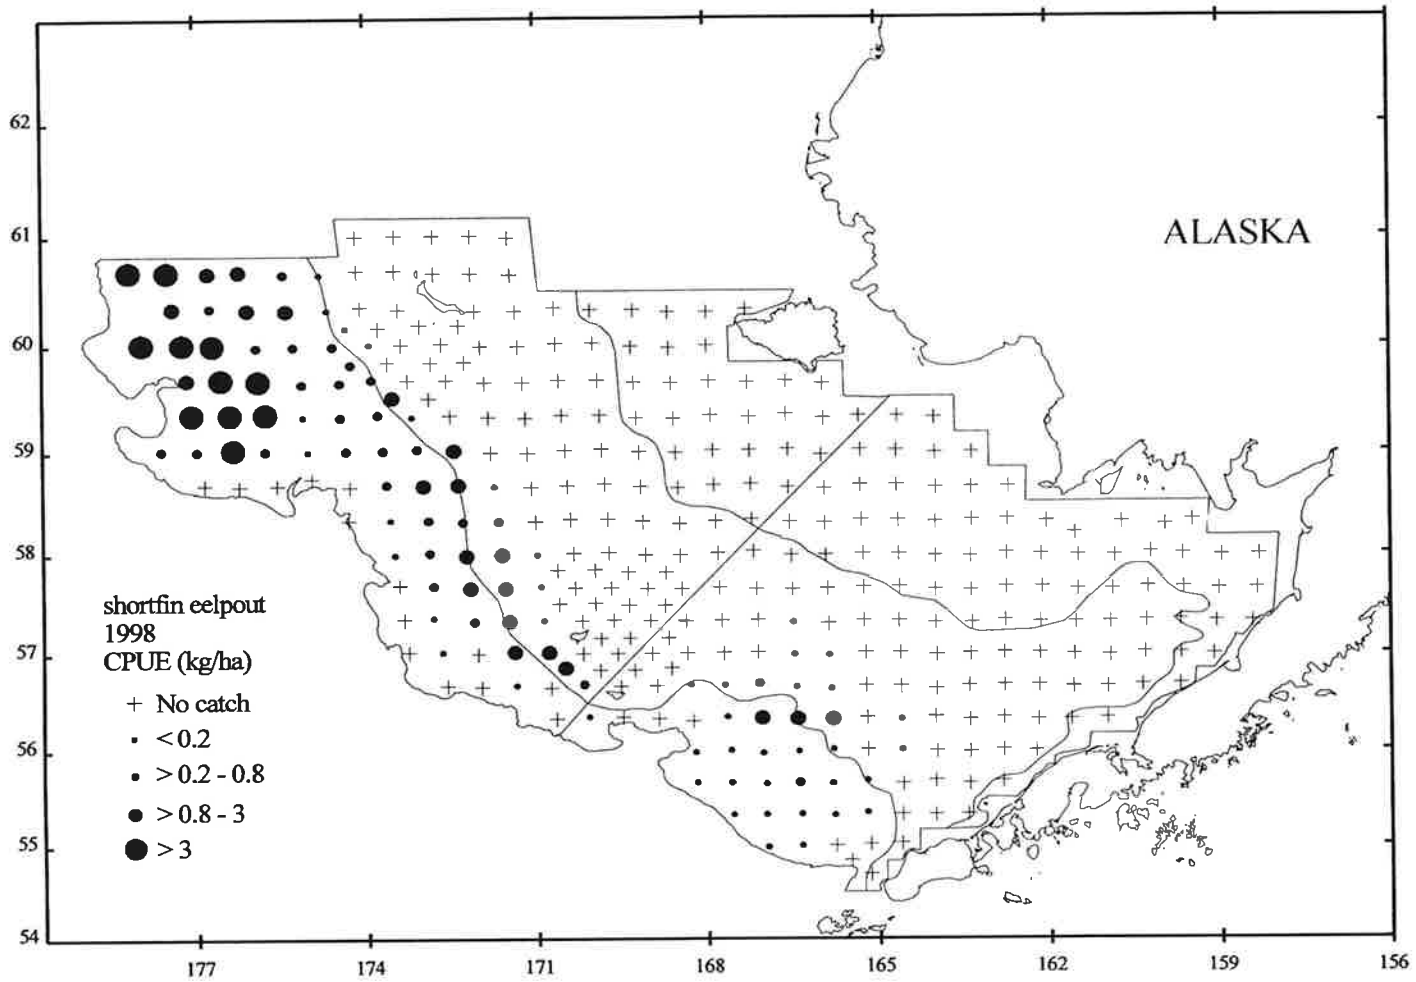 62
61
60
59
58
57
56
55
54
ALASKA
shortfin eelpout
1998
CPUE (kg/ha)
+ No catch
< 0.2
> 0.2 - 0.8
> 0.8 - 3
> 3
177 174 171 168 165 162 159 156